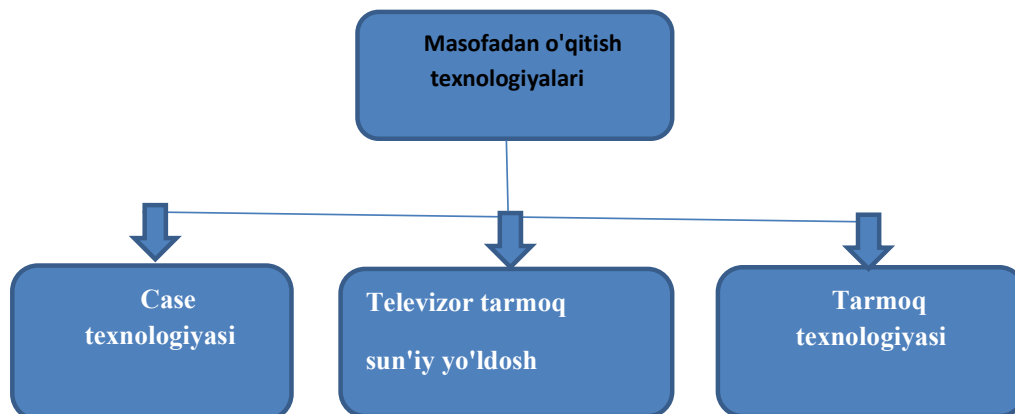 Masofadan o'qitish
texnologiyalari
Case
texnologiyasi
Televizor tarmoq
sun'iy yo'ldosh
Tarmoq
texnologiyasi